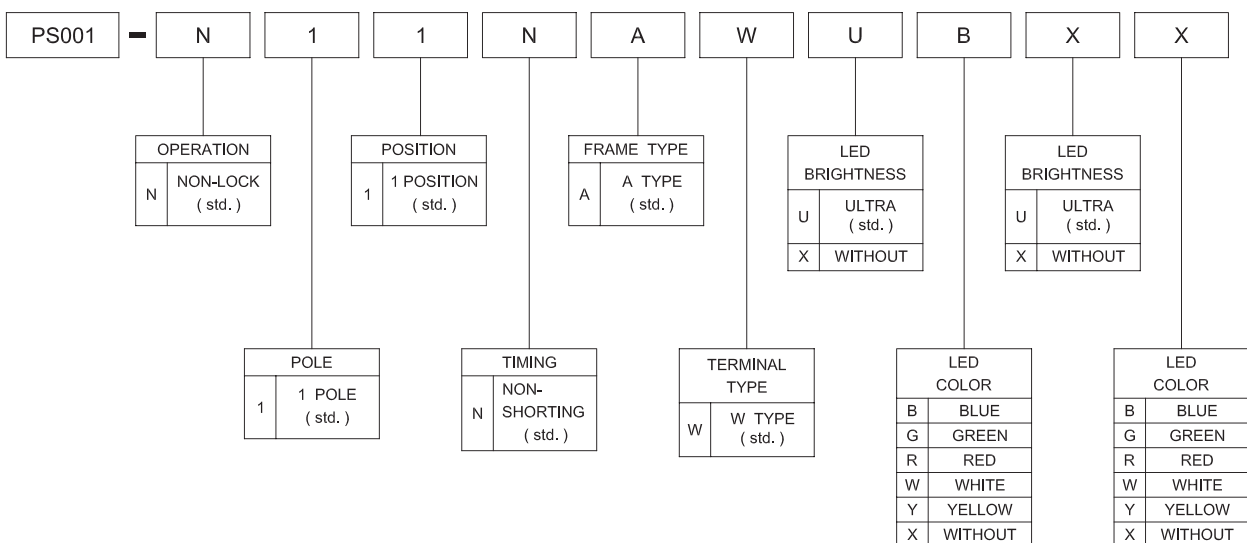 PS001 - N 1 1 N A W U B X X
OPERATION
N NON-LOCK
( std. )
POSITION
1 1 POSITION
( std. )
FRAME TYPE
A A TYPE
( std. )
LED
BRIGHTNESS
U ULTRA
( std. )
X WITHOUT
LED
BRIGHTNESS
U ULTRA
( std. )
X WITHOUT
POLE
1 1 POLE
( std. )
TIMING
N NON-
SHORTING
( std. )
TERMINAL
TYPE
W W TYPE
( std. )
LED
COLOR
B BLUE
G GREEN
R RED
W WHITE
Y YELLOW
X WITHOUT
LED
COLOR
B BLUE
G GREEN
R RED
W WHITE
Y YELLOW
X WITHOUT